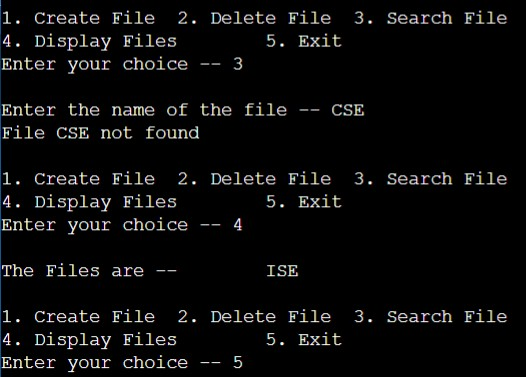 1. Create File  2. Delete File  3. Search File
4. Display Files        5. Exit
Enter your choice -- 3
Enter the name of the file -- CSE
File CSE not found
1. Create File  2. Delete File  3. Search File
4. Display Files        5. Exit
Enter your choice -- 4
The Files are --        ISE
1. Create File  2. Delete File  3. Search File
4. Display Files        5. Exit
Enter your choice -- 5